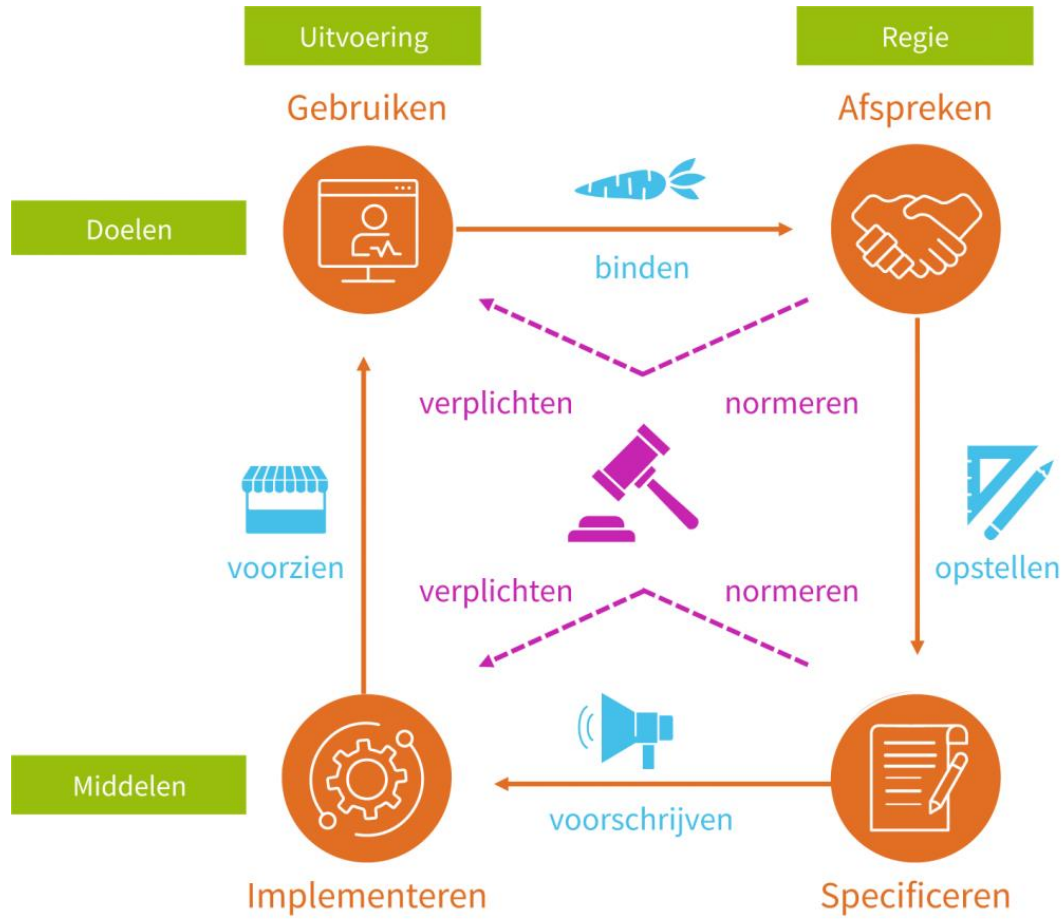 Uitvoering
Regie
Gebruiken
Afspreken
Doelen
binden
verplichten
normeren
voorzien
opstellen
verplichten
normeren
Middelen
voorschrijven
Implementeren
Specificeren